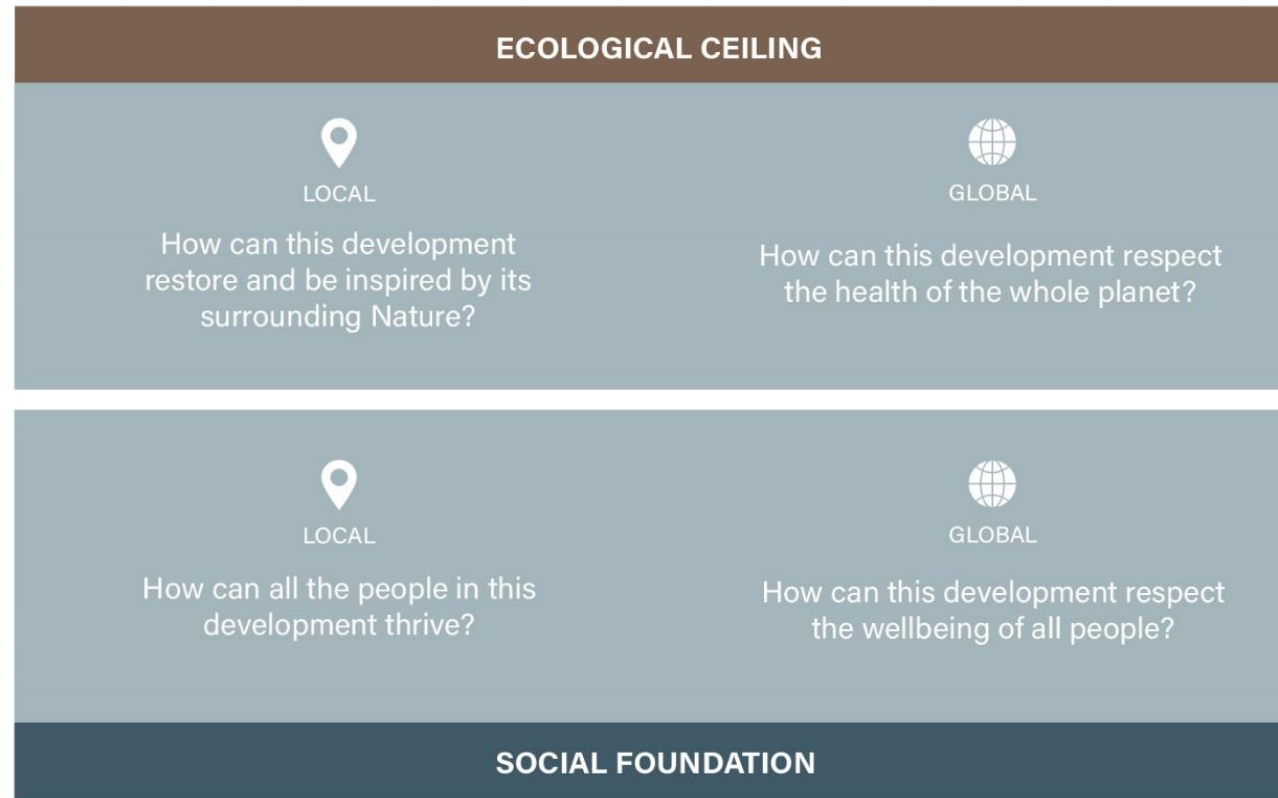 ECOLOGICAL CEILING
LOCAL
How can this development
restore and be inspired by its
surrounding Nature?
GLOBAL
How can this development respect
the health of the whole planet?
LOCAL
How can all the people in this
development thrive?
GLOBAL
How can this development respect
the wellbeing of all people?
SOCIAL FOUNDATION